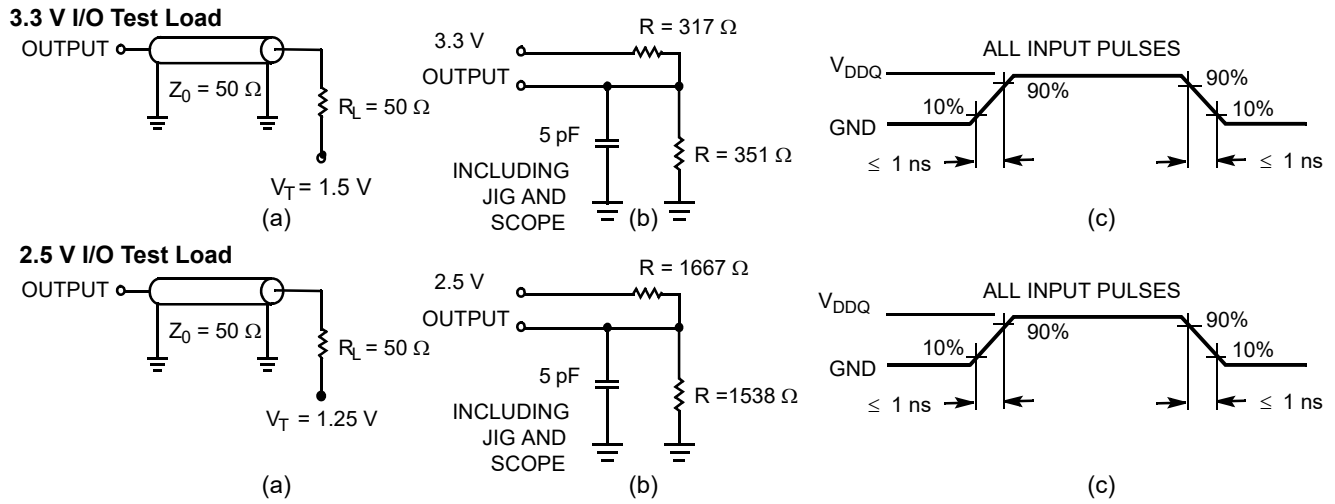 3.3 V I/O Test Load
OUTPUT
Z0 = 50 Ω
RL = 50 Ω
VT = 1.5 V
(a)
R = 317 Ω
3.3 V
OUTPUT
5 pF
INCLUDING
JIG AND
SCOPE
R = 351 Ω
(b)
ALL INPUT PULSES
VDDQ
GND
10%
90%
90%
10%
≤ 1 ns
≤ 1 ns
(c)
2.5 V I/O Test Load
OUTPUT
Z0 = 50 Ω
RL = 50 Ω
VT = 1.25 V
(a)
R = 1667 Ω
2.5 V
OUTPUT
5 pF
INCLUDING
JIG AND
SCOPE
R =1538 Ω
(b)
ALL INPUT PULSES
VDDQ
GND
10%
90%
90%
10%
≤ 1 ns
≤ 1 ns
(c)